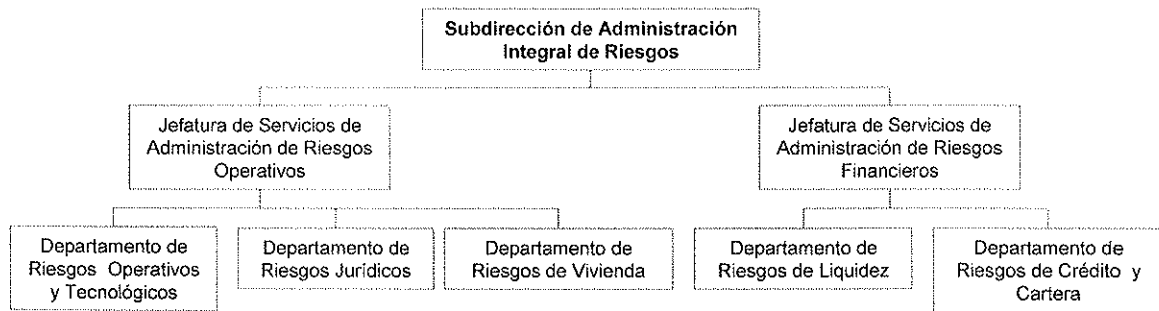 Subdirección de Administración
Integral de Riesgos
Jefatura de Servicios de
Administración de Riesgos
Operativos
Jefatura de Servicios de
Administración de Riesgos
Financieros
Departamento de
Riesgos Operativos
y Tecnológicos
Departamento de
Riesgos Jurídicos
Departamento de
Riesgos de Vivienda
Departamento de
Riesgos de Liquidez
Departamento de
Riesgos de Crédito y
Cartera